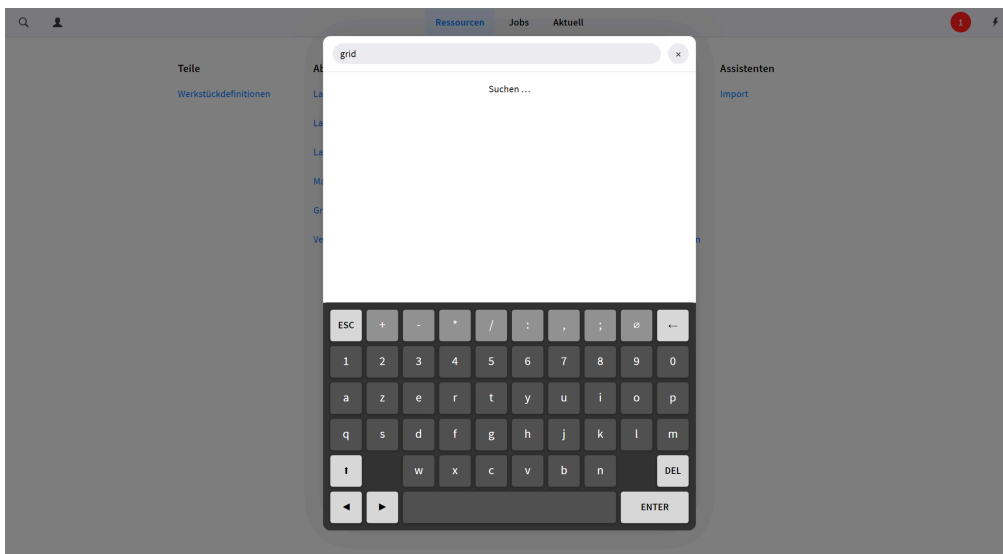 Ressourcen Jobs Aktuell 1
grid ×
Teile Assistenten
Werkstückdefinitionen Import
Suchen ...
ESC + - * / : , ; ∅ ←
1 2 3 4 5 6 7 8 9 0
a z e r t y u i o p
q s d f g h j k l m
⬆ w x c v b n DEL
◀ ▶ ENTER